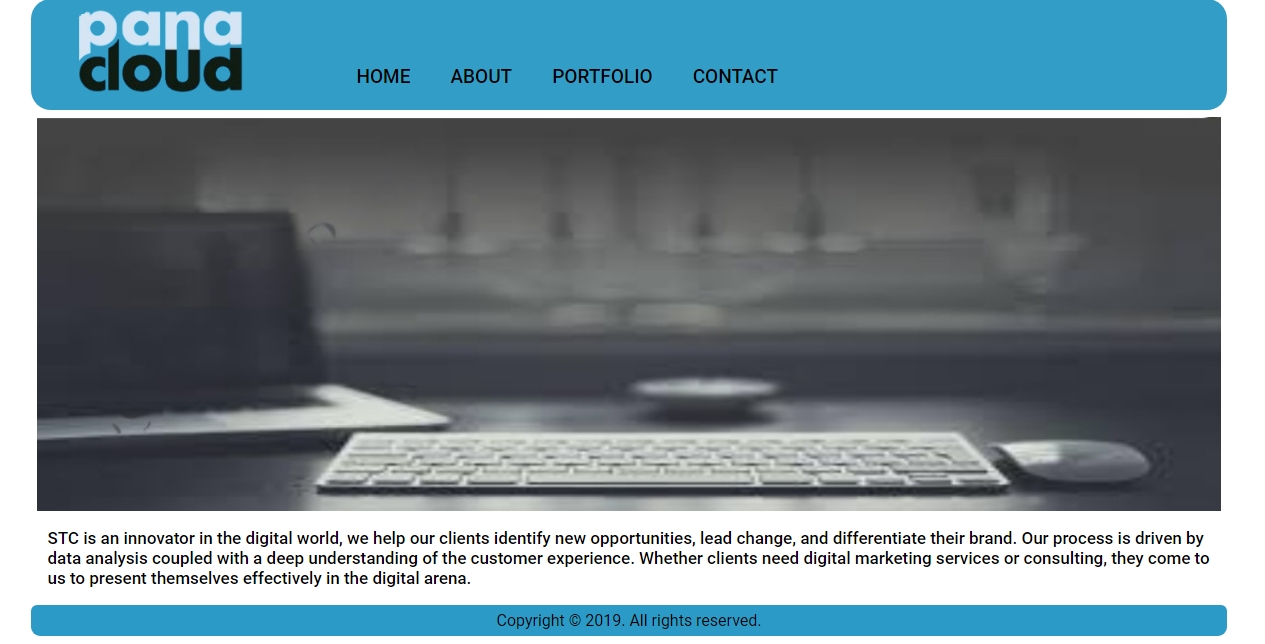 pana
cloud
HOME ABOUT PORTFOLIO CONTACT
STC is an innovator in the digital world, we help our clients identify new opportunities, lead change, and differentiate their brand. Our process is driven by
data analysis coupled with a deep understanding of the customer experience. Whether clients need digital marketing services or consulting, they come to
us to present themselves effectively in the digital arena.
Copyright © 2019. All rights reserved.